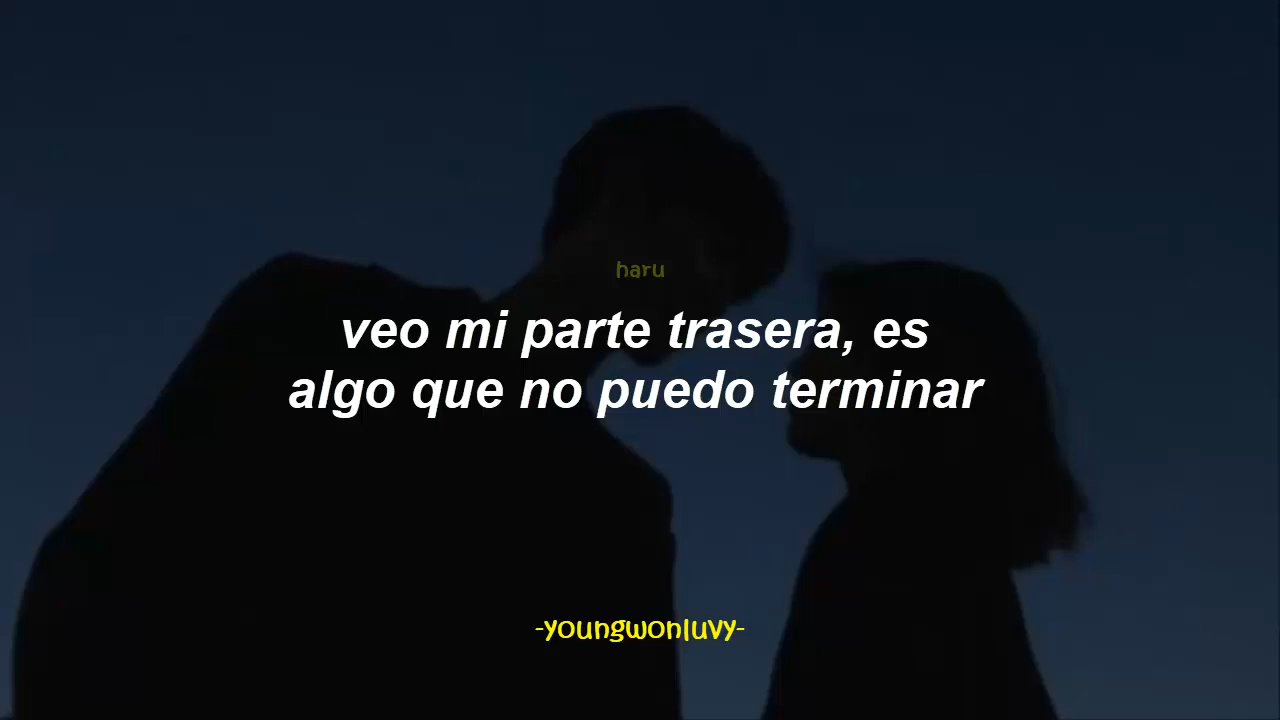 haru
veo mi parte trasera, es
algo que no puedo terminar
-youngwonluvy-